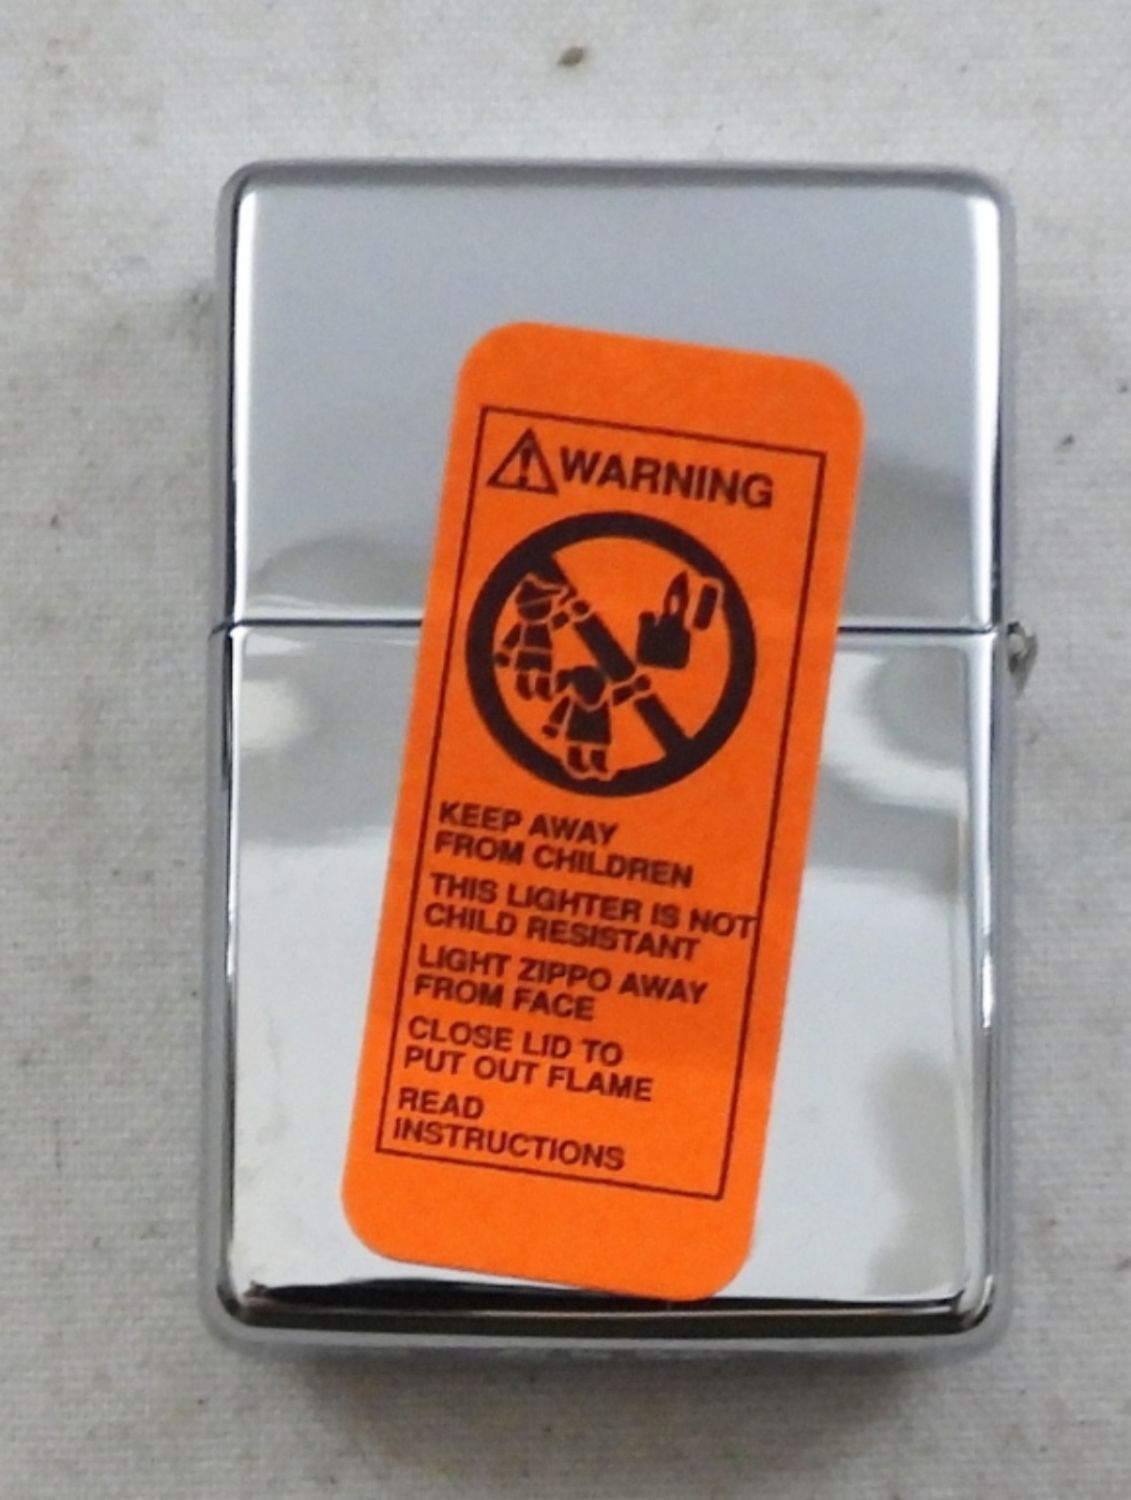 WARNING
KEEP AWAY
FROM CHILDREN
THIS LIGHTER IS NOT
CHILD RESISTANT
LIGHT ZIPPO AWAY
FROM FACE
CLOSE LID TO
PUT OUT FLAME
READ
INSTRUCTIONS